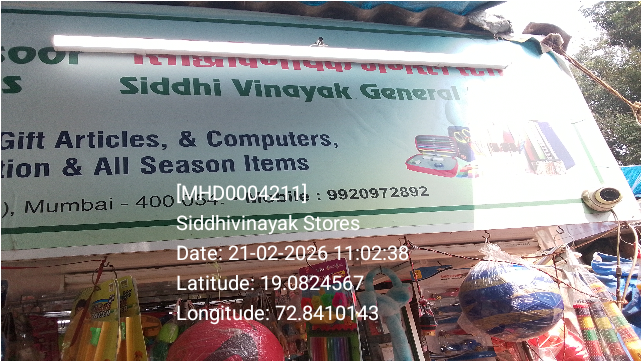 Siddhi Vinayak General
Gift Articles, & Computers,
tion & All Season Items
), Mumbai - 400 054. Mobile : 9920972892
[MHD0004211]
Siddhivinayak Stores
Date: 21-02-2026 11:02:38
Latitude: 19.0824567
Longitude: 72.8410143